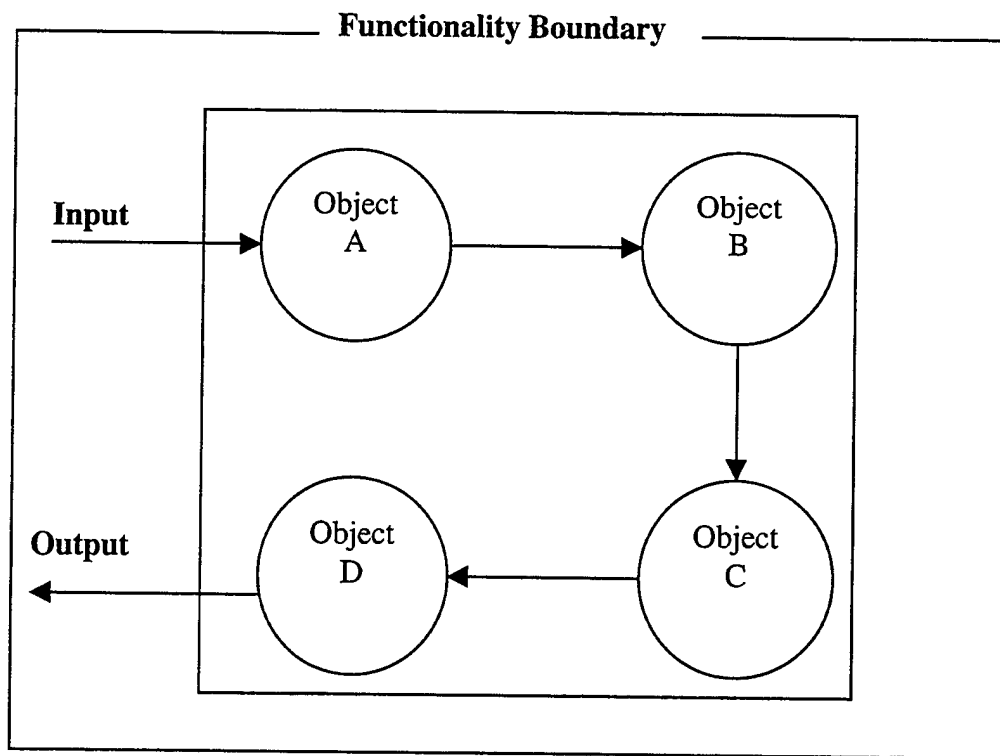 Functionality Boundary
Input
Object
A
Object
B
Output
Object
D
Object
C